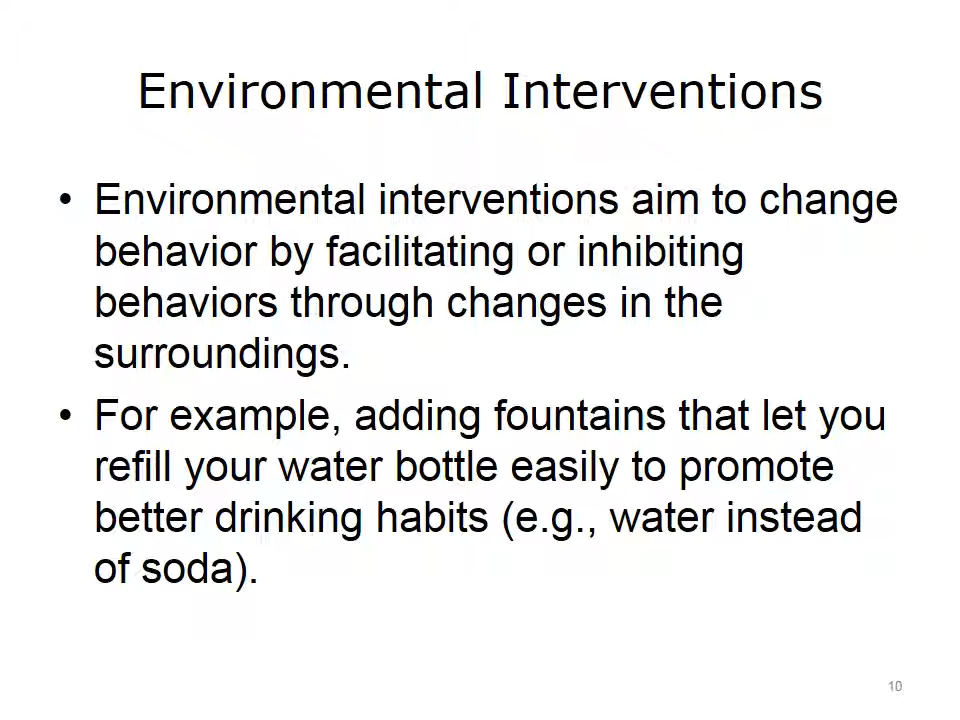 Environmental Interventions
• Environmental interventions aim to change
behavior by facilitating or inhibiting
behaviors through changes in the
surroundings.
• For example, adding fountains that let you
refill your water bottle easily to promote
better drinking habits (e.g., water instead
of soda).
10